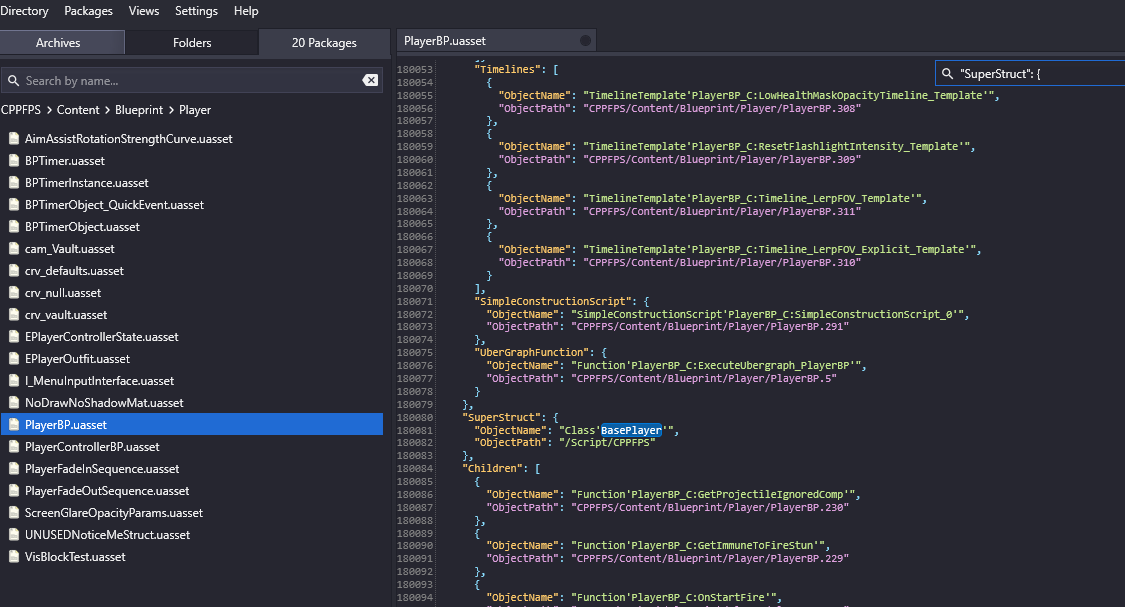 Directory Packages Views Settings Help
Archives Folders 20 Packages
Search by name...
CPPFPS > Content > Blueprint > Player
AimAssistRotationStrengthCurve.uasset
BPTimer.uasset
BPTimerInstance.uasset
BPTimerObject_QuickEvent.uasset
BPTimerObject.uasset
cam_Vault.uasset
crv_defaults.uasset
crv_null.uasset
crv_vault.uasset
EPlayerControllerState.uasset
EPlayerOutfit.uasset
I_MenuInputInterface.uasset
NoDrawNoShadowMat.uasset
PlayerBP.uasset
PlayerControllerBP.uasset
PlayerFadeInSequence.uasset
PlayerFadeOutSequence.uasset
ScreenGlareOpacityParams.uasset
UNUSEDNoticeMeStruct.uasset
VisBlockTest.uasset
PlayerBP.uasset
"SuperStruct": {
180053 "Timelines": [
180054 {
180055 "ObjectName": "TimelineTemplate'PlayerBP_C:LowHealthMaskOpacityTimeline_Template'",
180056 "ObjectPath": "CPPFPS/Content/Blueprint/Player/PlayerBP.308"
180057 },
180058 {
180059 "ObjectName": "TimelineTemplate'PlayerBP_C:ResetFlashlightIntensity_Template'",
180060 "ObjectPath": "CPPFPS/Content/Blueprint/Player/PlayerBP.309"
180061 },
180062 {
180063 "ObjectName": "TimelineTemplate'PlayerBP_C:Timeline_LerpFOV_Template'",
180064 "ObjectPath": "CPPFPS/Content/Blueprint/Player/PlayerBP.311"
180065 },
180066 {
180067 "ObjectName": "TimelineTemplate'PlayerBP_C:Timeline_LerpFOV_Explicit_Template'",
180068 "ObjectPath": "CPPFPS/Content/Blueprint/Player/PlayerBP.310"
180069 }
180070 ],
180071 "SimpleConstructionScript": {
180072 "ObjectName": "SimpleConstructionScript'PlayerBP_C:SimpleConstructionScript_0'",
180073 "ObjectPath": "CPPFPS/Content/Blueprint/Player/PlayerBP.291"
180074 },
180075 "UberGraphFunction": {
180076 "ObjectName": "Function'PlayerBP_C:ExecuteUbergraph_PlayerBP'",
180077 "ObjectPath": "CPPFPS/Content/Blueprint/Player/PlayerBP.5"
180078 }
180079 },
180080 "SuperStruct": {
180081 "ObjectName": "Class'BasePlayer'",
180082 "ObjectPath": "/Script/CPPFPS"
180083 },
180084 "Children": [
180085 {
180086 "ObjectName": "Function'PlayerBP_C:GetProjectileIgnoredComp'",
180087 "ObjectPath": "CPPFPS/Content/Blueprint/Player/PlayerBP.230"
180088 },
180089 {
180090 "ObjectName": "Function'PlayerBP_C:GetImmuneToFireStun'",
180091 "ObjectPath": "CPPFPS/Content/Blueprint/Player/PlayerBP.229"
180092 },
180093 {
180094 "ObjectName": "Function'PlayerBP_C:OnStartFire'",